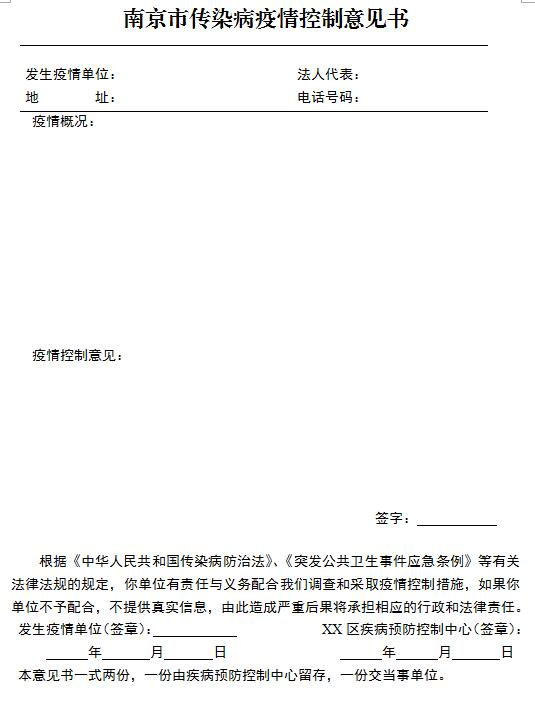 南京市传染病疫情控制意见书
发生疫情单位： 法人代表：
地 址： 电话号码：
疫情概况：
疫情控制意见：
签字：__________
根据《中华人民共和国传染病防治法》、《突发公共卫生事件应急条例》等有关
法律法规的规定，你单位有责任与义务配合我们调查和采取疫情控制措施，如果你
单位不予配合，不提供真实信息，由此造成严重后果将承担相应的行政和法律责任。
发生疫情单位（签章）：__________ XX 区疾病预防控制中心（签章）：
_____年_____月_____日 _____年_____月_____日
本意见书一式两份，一份由疾病预防控制中心留存，一份交当事单位。